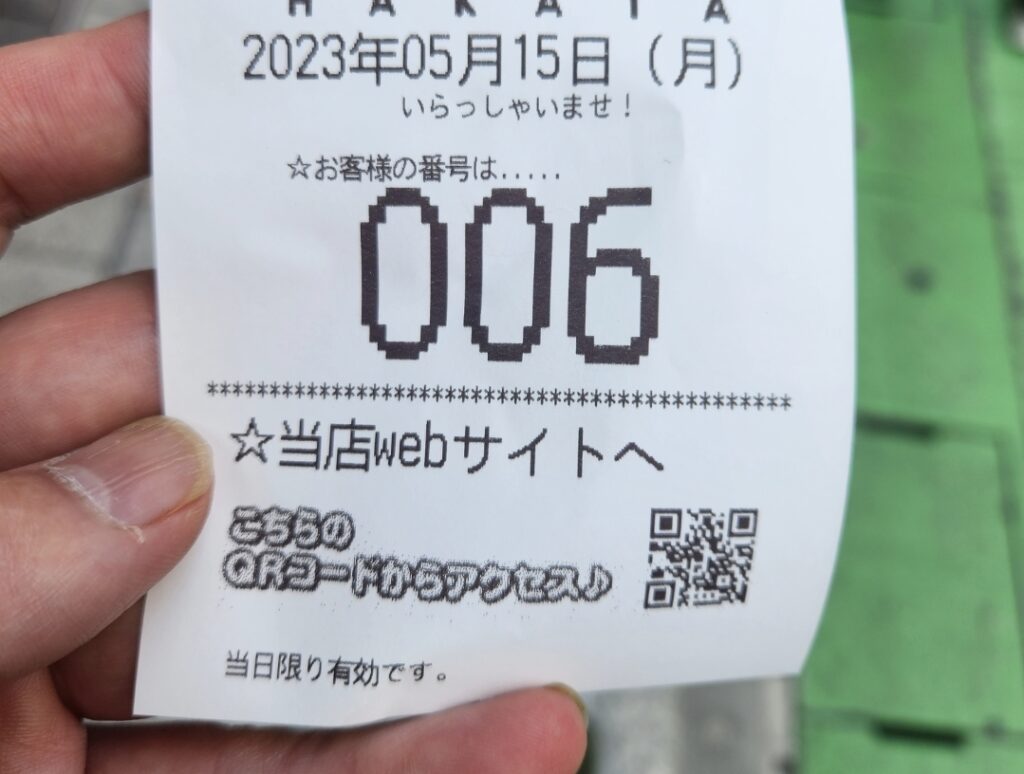 HAKATA
2023年05月15日（月）
いらっしゃいませ！
☆お客様の番号は.....
006
**********************************************
☆当店webサイトへ
こちらの
QRコードからアクセス♪
当日限り有効です。